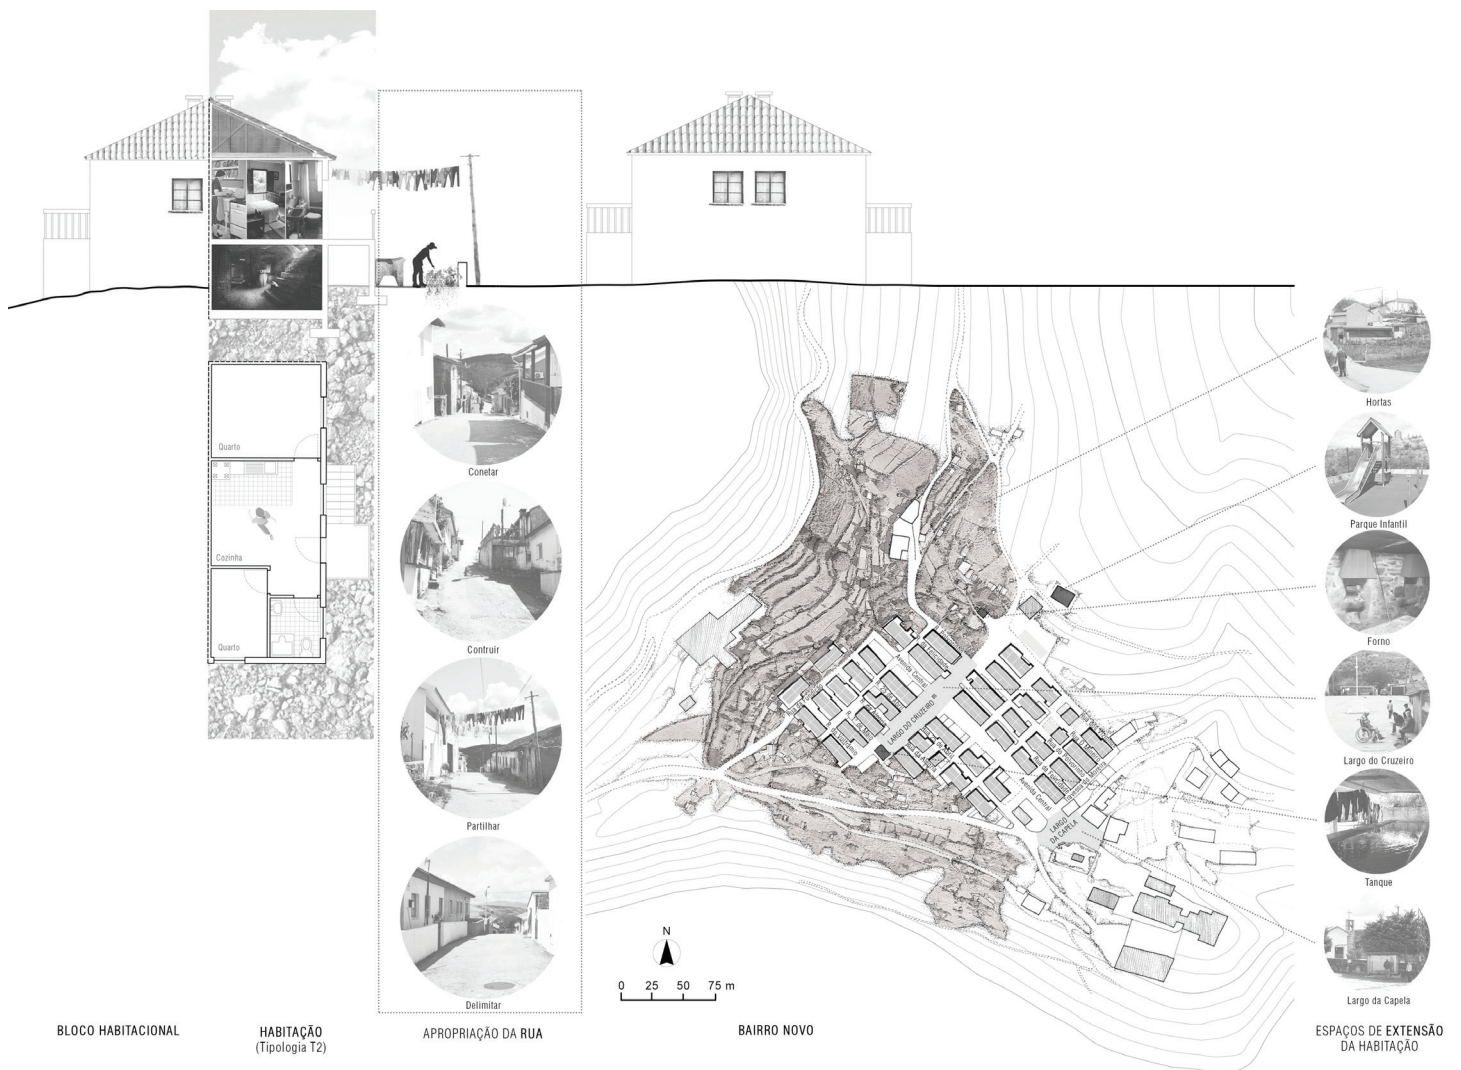 Quarto
Cozinha
Quarto
Conetar
Contruir
Partilhar
Delimitar
Avenida Central
LARGO DO CRUZEIRO
Avenida Central
LARGO
DA CAPELA
N
0 25 50 75 m
Hortas
Parque Infantil
Forno
Largo do Cruzeiro
Tanque
Largo da Capela
BLOCO HABITACIONAL
HABITAÇÃO
(Tipologia T2)
APROPRIAÇÃO DA RUA
BAIRRO NOVO
ESPAÇOS DE EXTENSÃO
DA HABITAÇÃO